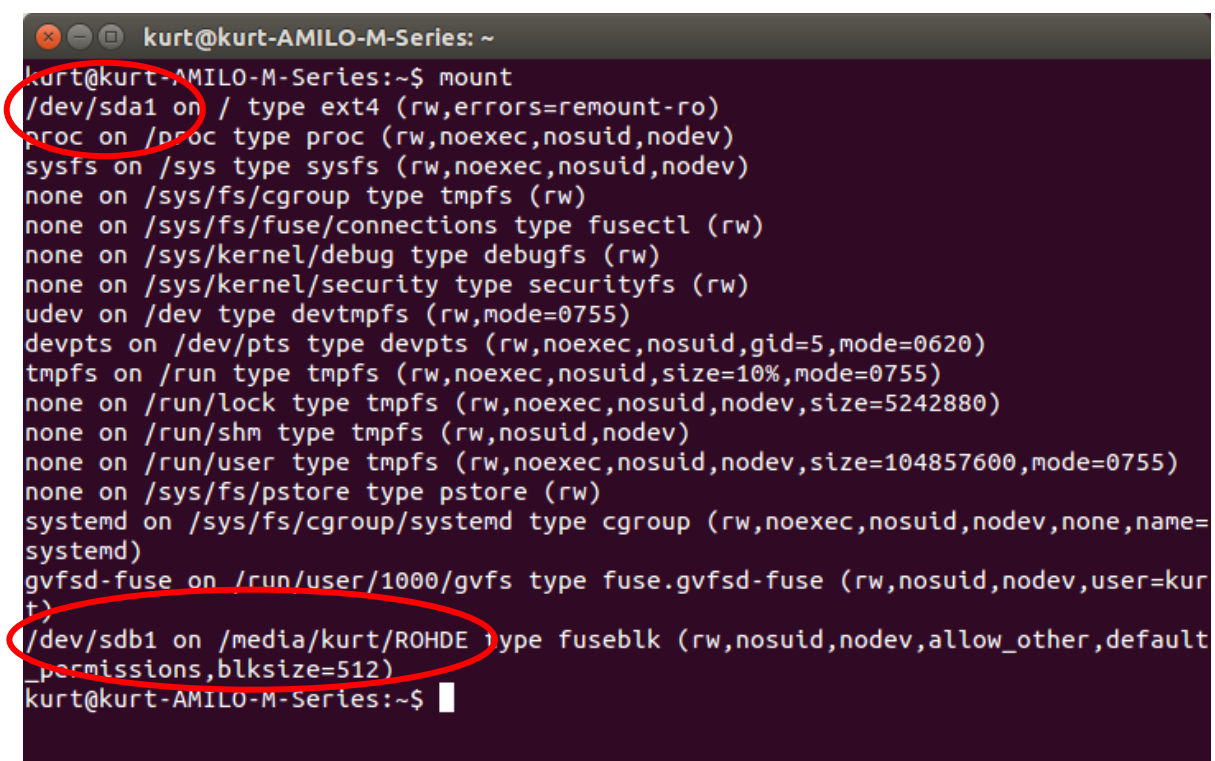 kurt@kurt-AMILO-M-Series: ~
kurt@kurt-AMILO-M-Series:~$ mount
/dev/sda1 on / type ext4 (rw,errors=remount-ro)
proc on /proc type proc (rw,noexec,nosuid,nodev)
sysfs on /sys type sysfs (rw,noexec,nosuid,nodev)
none on /sys/fs/cgroup type tmpfs (rw)
none on /sys/fs/fuse/connections type fusectl (rw)
none on /sys/kernel/debug type debugfs (rw)
none on /sys/kernel/security type securityfs (rw)
udev on /dev type devtmpfs (rw,mode=0755)
devpts on /dev/pts type devpts (rw,noexec,nosuid,gid=5,mode=0620)
tmpfs on /run type tmpfs (rw,noexec,nosuid,size=10%,mode=0755)
none on /run/lock type tmpfs (rw,noexec,nosuid,nodev,size=5242880)
none on /run/shm type tmpfs (rw,nosuid,nodev)
none on /run/user type tmpfs (rw,noexec,nosuid,nodev,size=104857600,mode=0755)
none on /sys/fs/pstore type pstore (rw)
systemd on /sys/fs/cgroup/systemd type cgroup (rw,noexec,nosuid,nodev,none,name=
systemd)
gvfsd-fuse on /run/user/1000/gvfs type fuse.gvfsd-fuse (rw,nosuid,nodev,user=kur
t)
/dev/sdb1 on /media/kurt/ROHDE type fuseblk (rw,nosuid,nodev,allow_other,default
_permissions,blksize=512)
kurt@kurt-AMILO-M-Series:~$